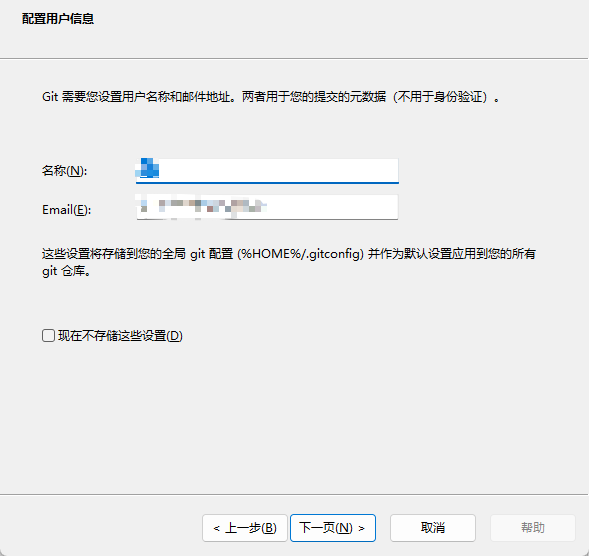 配置用户信息
Git 需要您设置用户名称和邮件地址。两者用于您的提交的元数据（不用于身份验证）。
名称(N):
Email(E):
这些设置将存储到您的全局 git 配置 (%HOME%/.gitconfig) 并作为默认设置应用到您的所有
git 仓库。
现在不存储这些设置(D)
< 上一步(B)
下一页(N) >
取消
帮助